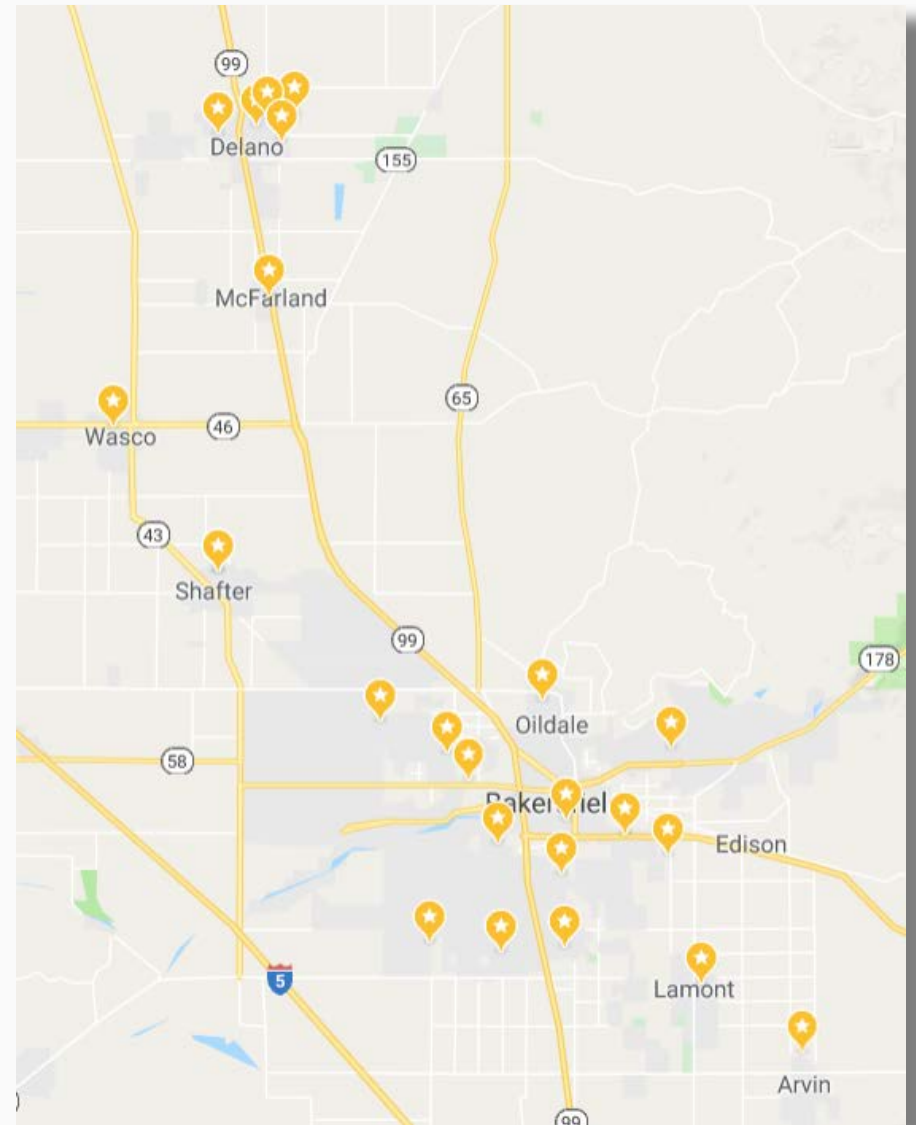 99
Delano
155
McFarland
65
46
Wasco
43
Shafter
99
178
Oildale
58
Edison
5
Lamont
Arvin
99